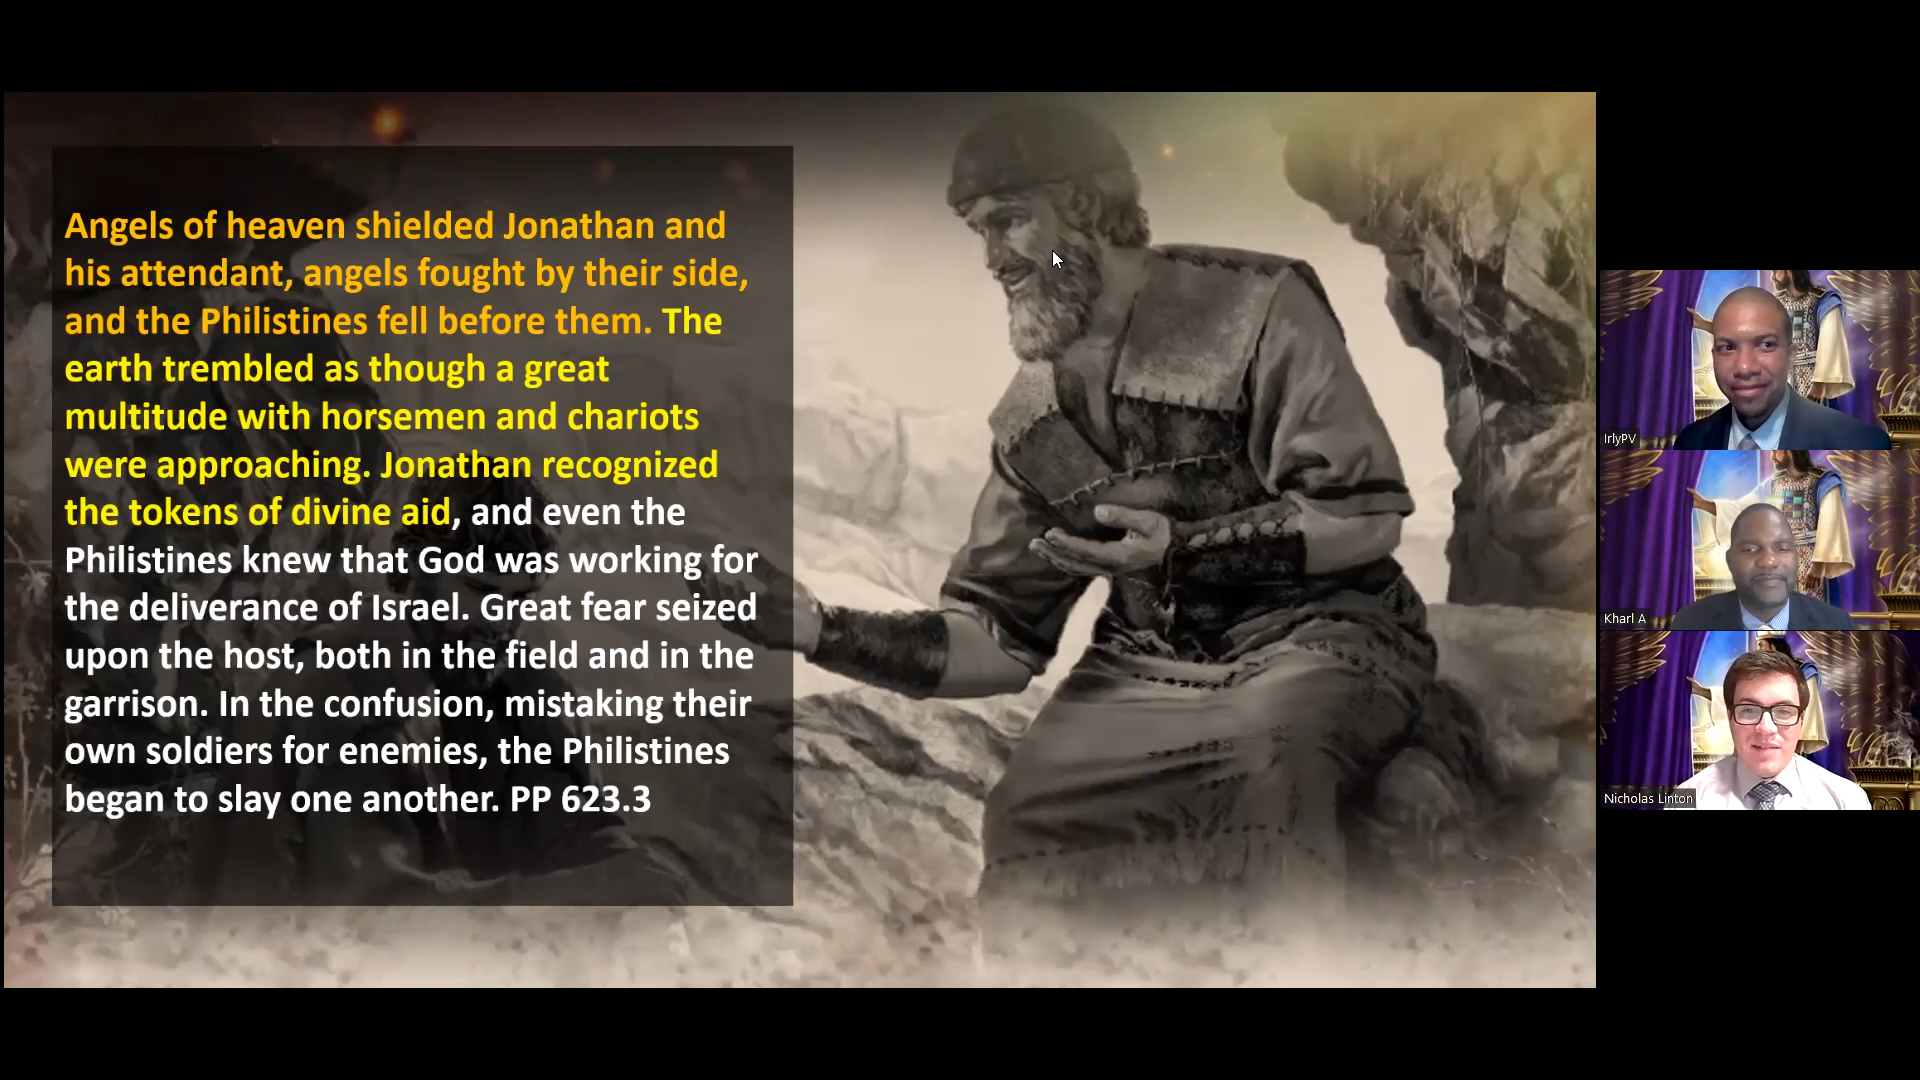 Angels of heaven shielded Jonathan and
his attendant, angels fought by their side,
and the Philistines fell before them. The
earth trembled as though a great
multitude with horsemen and chariots
were approaching. Jonathan recognized
the tokens of divine aid, and even the
Philistines knew that God was working for
the deliverance of Israel. Great fear seized
upon the host, both in the field and in the
garrison. In the confusion, mistaking their
own soldiers for enemies, the Philistines
began to slay one another. PP 623.3
IrlyPV
Kharl A
Nicholas Linton